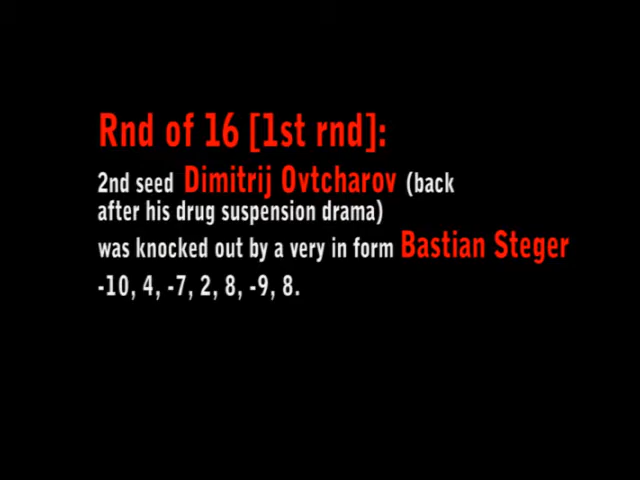 Rnd of 16 [1st rnd]:
2nd seed Dimitrij Ovtcharov (back
after his drug suspension drama)
was knocked out by a very in form Bastian Steger
-10, 4, -7, 2, 8, -9, 8.